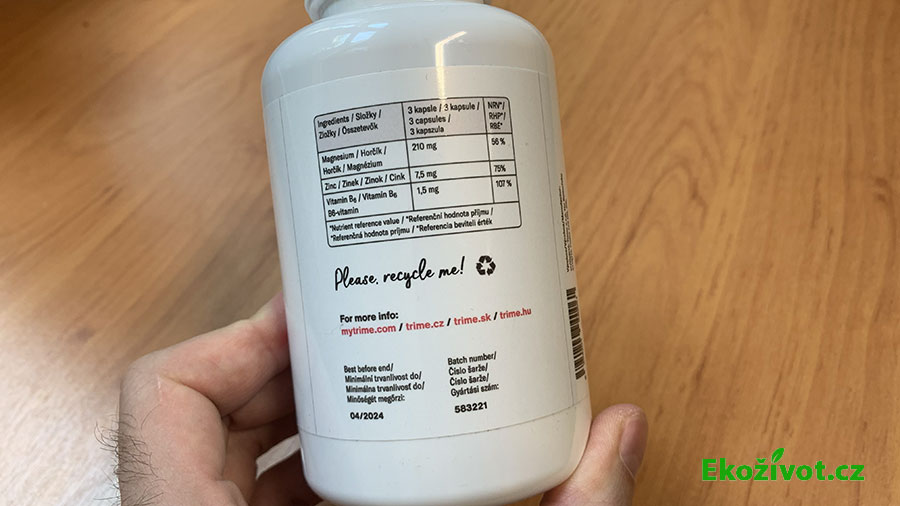 Ingredients / Složky /
Zložky / Összetevők
3 kapsle / 3 kapsule /
3 capsules /
3 kapszula
NRV*/
RHP*/
RBÉ*
Magnesium / Horčík /
Horčík / Magnézium
210 mg
56 %
Zinc / Zinek / Zinok / Cink
7,5 mg
75%
Vitamin B₆ / Vitamín B₆
B6-vitamin
1,5 mg
107 %
*Nutrient reference value / *Referenční hodnota příjmu /
*Referenčná hodnota príjmu / *Referencia beviteli érték
Please, recycle me!
For more info:
mytrime.com / trime.cz / trime.sk / trime.hu
Best before end/
Minimální trvanlivost do/
Minimálna trvanlivosť do/
Minőségét megőrzi:
04/2024
Batch number/
Číslo šarže/
Číslo šarže/
Gyártási szám:
583221
Ekoživot.cz